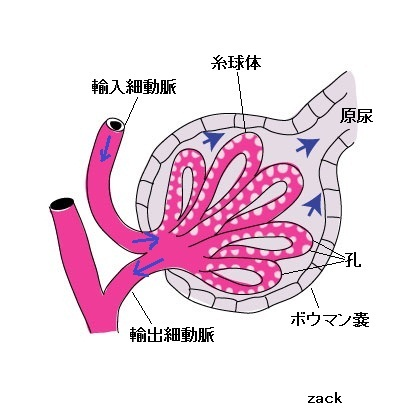 糸球体
輸入細動脈
原尿
孔
ボウマン嚢
輸出細動脈
zack